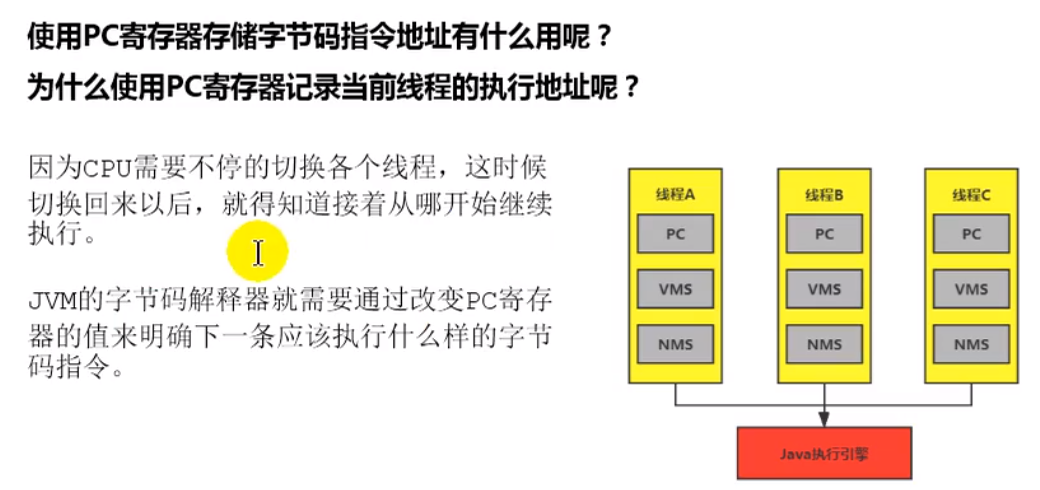 使用PC寄存器存储字节码指令地址有什么用呢？
为什么使用PC寄存器记录当前线程的执行地址呢？
因为CPU需要不停的切换各个线程，这时候
切换回来以后，就得知道接着从哪开始继续
执行。
JVM的字节码解释器就需要通过改变PC寄存
器的值来明确下一条应该执行什么样的字节
码指令。
线程A
PC
VMS
NMS
线程B
PC
VMS
NMS
线程C
PC
VMS
NMS
Java执行引擎